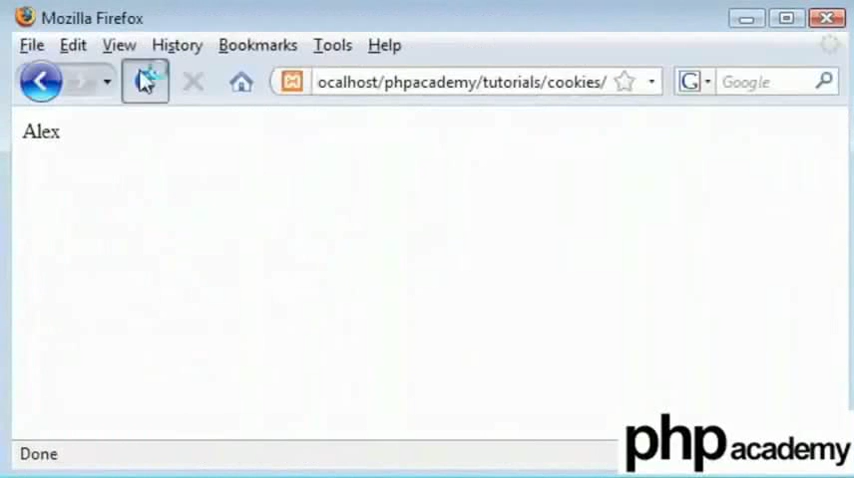 Mozilla Firefox
File Edit View History Bookmarks Tools Help
ocalhost/phpacademy/tutorials/cookies/ G Google
Alex
Done
php academy